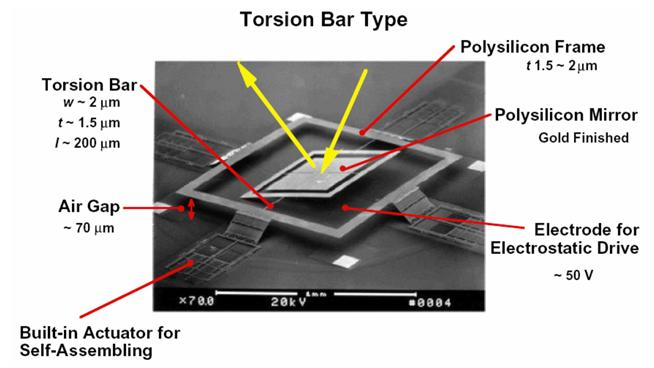 Torsion Bar Type
Polysilicon Frame
t 1.5 ~ 2μm
Torsion Bar
w ~ 2 μm
t ~ 1.5 μm
l ~ 200 μm
Polysilicon Mirror
Gold Finished
Air Gap
~ 70 μm
Electrode for
Electrostatic Drive
~ 50 V
×70.0 20kV #0004
Built-in Actuator for
Self-Assembling